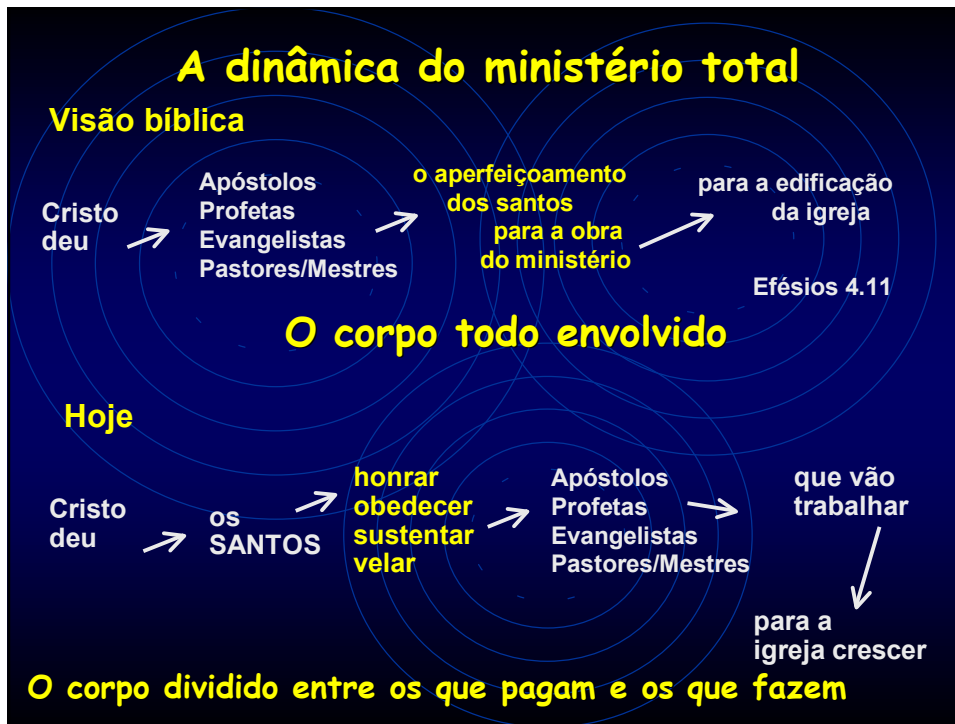 A dinâmica do ministério total
Visão bíblica
Cristo
deu
Apóstolos
Profetas
Evangelistas
Pastores/Mestres
o aperfeiçoamento
dos santos
para a obra
do ministério
para a edificação
da igreja
Efésios 4.11
O corpo todo envolvido
Hoje
Cristo
deu
os
SANTOS
honrar
obedecer
sustentar
velar
Apóstolos
Profetas
Evangelistas
Pastores/Mestres
que vão
trabalhar
para a
igreja crescer
O corpo dividido entre os que pagam e os que fazem